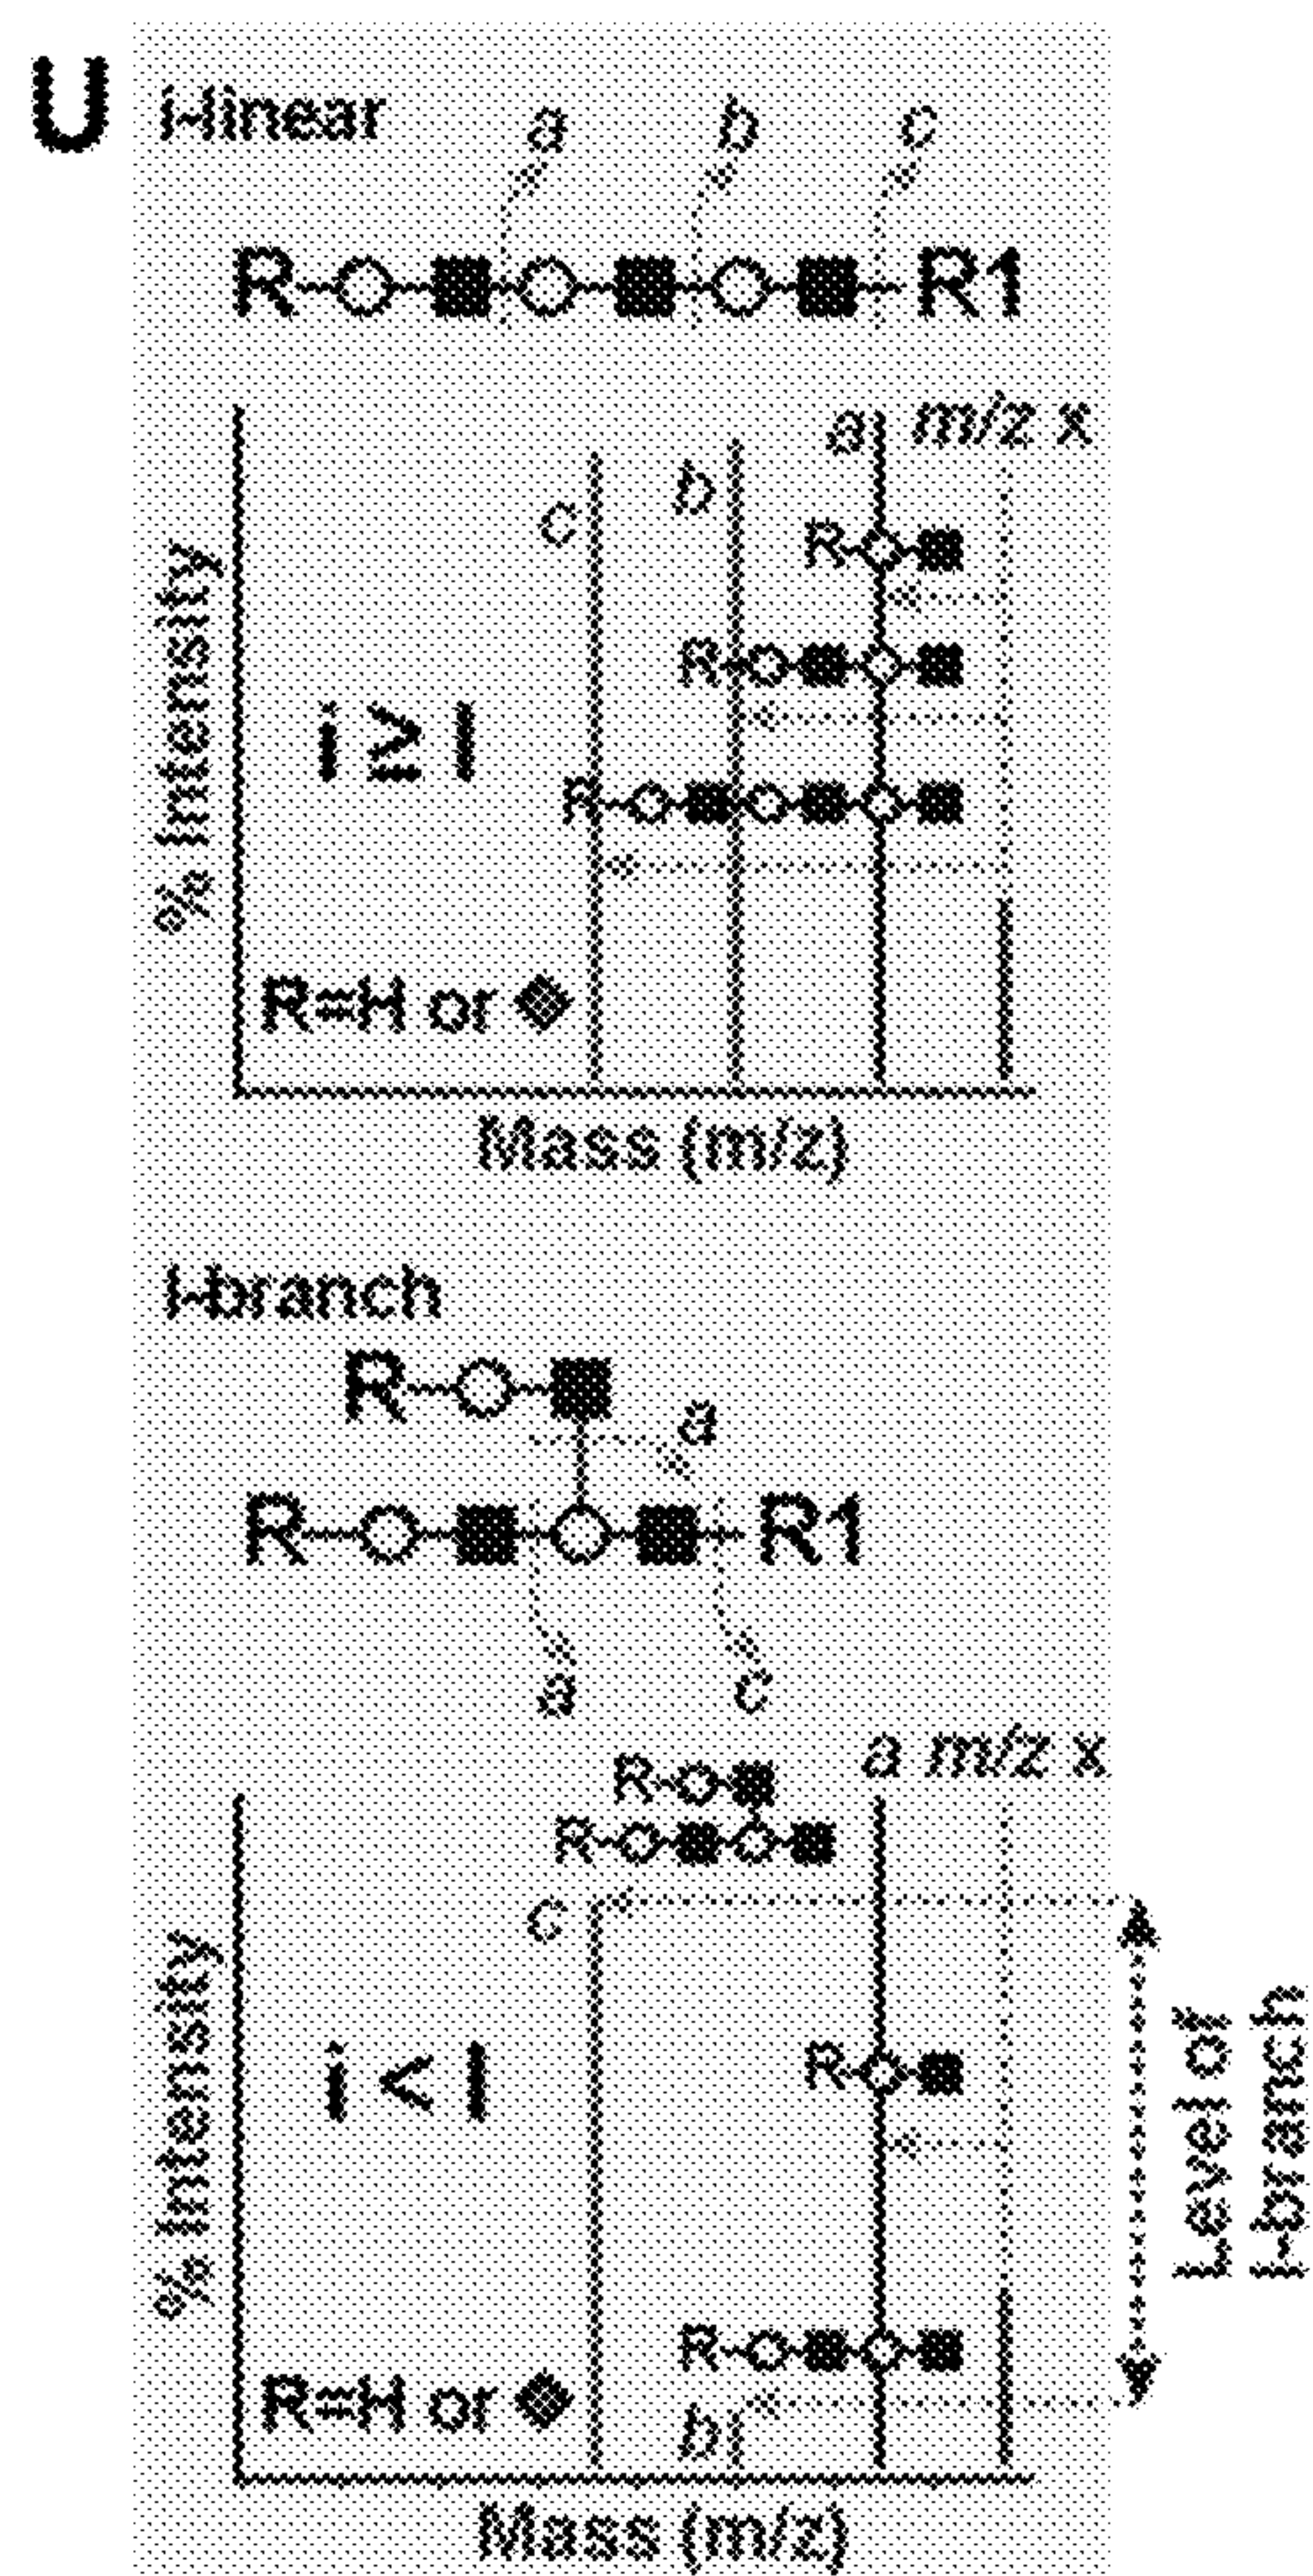 U
i-linear
a b c
R R1
a m/z x
b
c
R
R
i ≥ I
R
% Intensity
R=H or
Mass (m/z)
I-branch
R
a
R R1
a c
a m/z x
R
R
c
i < I
R
% Intensity
Level of
I-branch
R
R=H or
b
Mass (m/z)